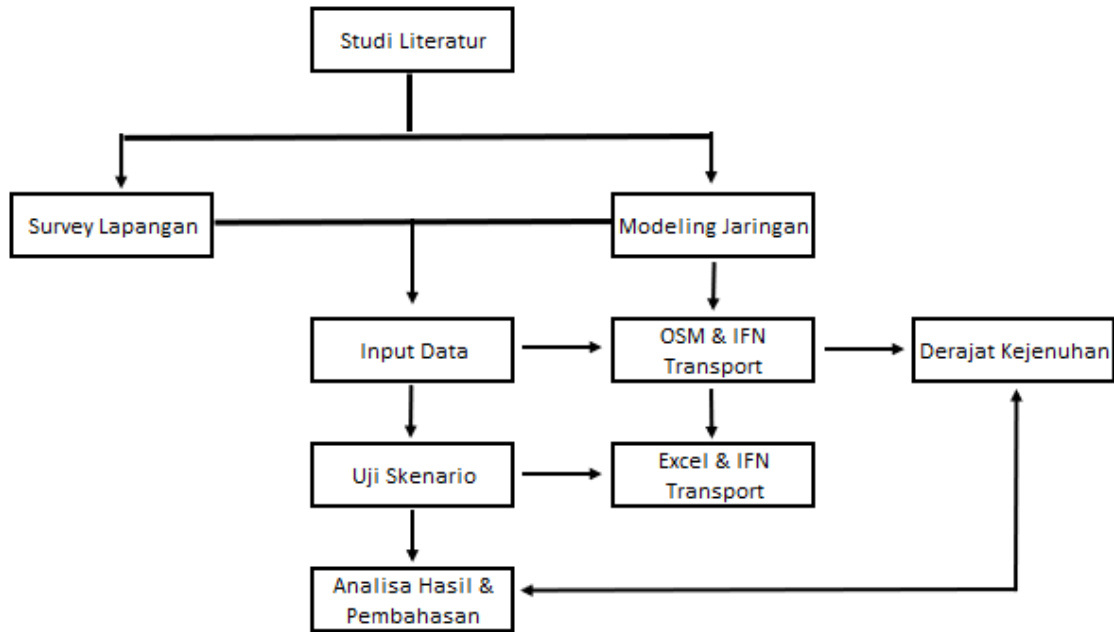 Studi Literatur
Survey Lapangan
Modeling Jaringan
Input Data
OSM & IFN
Transport
Derajat Kejenuhan
Uji Skenario
Excel & IFN
Transport
Analisa Hasil &
Pembahasan